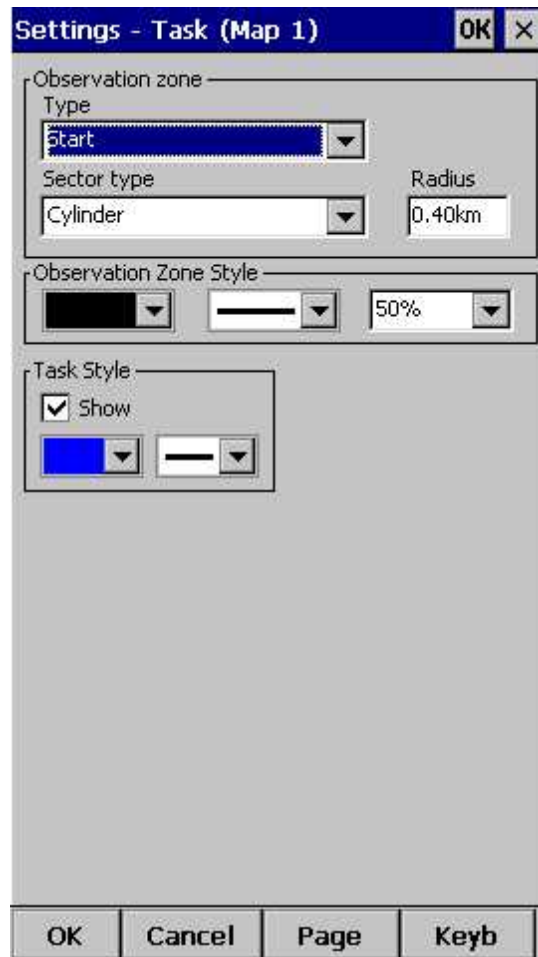 Settings - Task (Map 1) OK ×
Observation zone
Type
Start
Sector type Radius
Cylinder 0.40km
Observation Zone Style
50%
Task Style
Show
OK Cancel Page Keyb